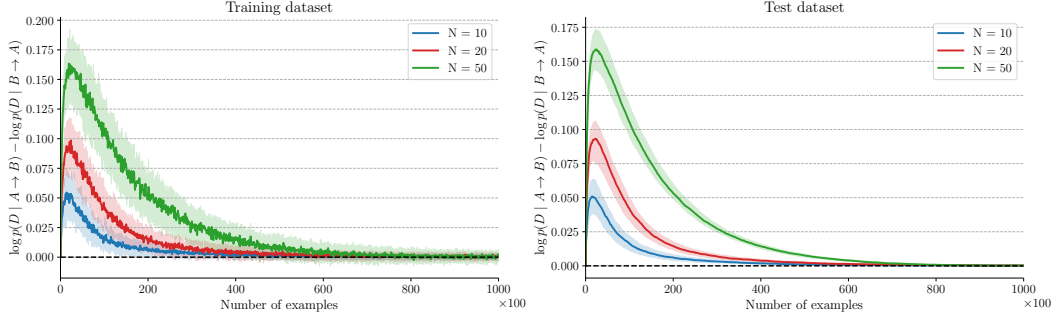 Training dataset
log p(D | A → B) − log p(D | B → A)
0.200
0.175
0.150
0.125
0.100
0.075
0.050
0.025
0.000
N = 10
N = 20
N = 50
0 200 400 600 800 1000
Number of examples
×100
Test dataset
log p(D | A → B) − log p(D | B → A)
0.175
0.150
0.125
0.100
0.075
0.050
0.025
0.000
N = 10
N = 20
N = 50
0 200 400 600 800 1000
Number of examples
×100